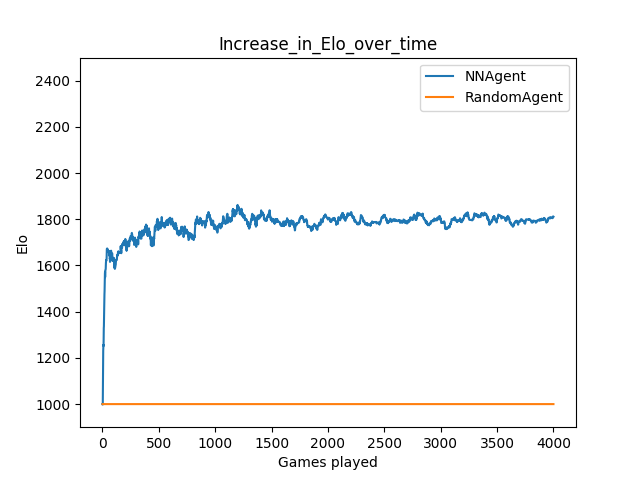 Increase_in_Elo_over_time
NNAgent
RandomAgent
2400
2200
2000
1800
1600
1400
1200
1000
Elo
0 500 1000 1500 2000 2500 3000 3500 4000
Games played